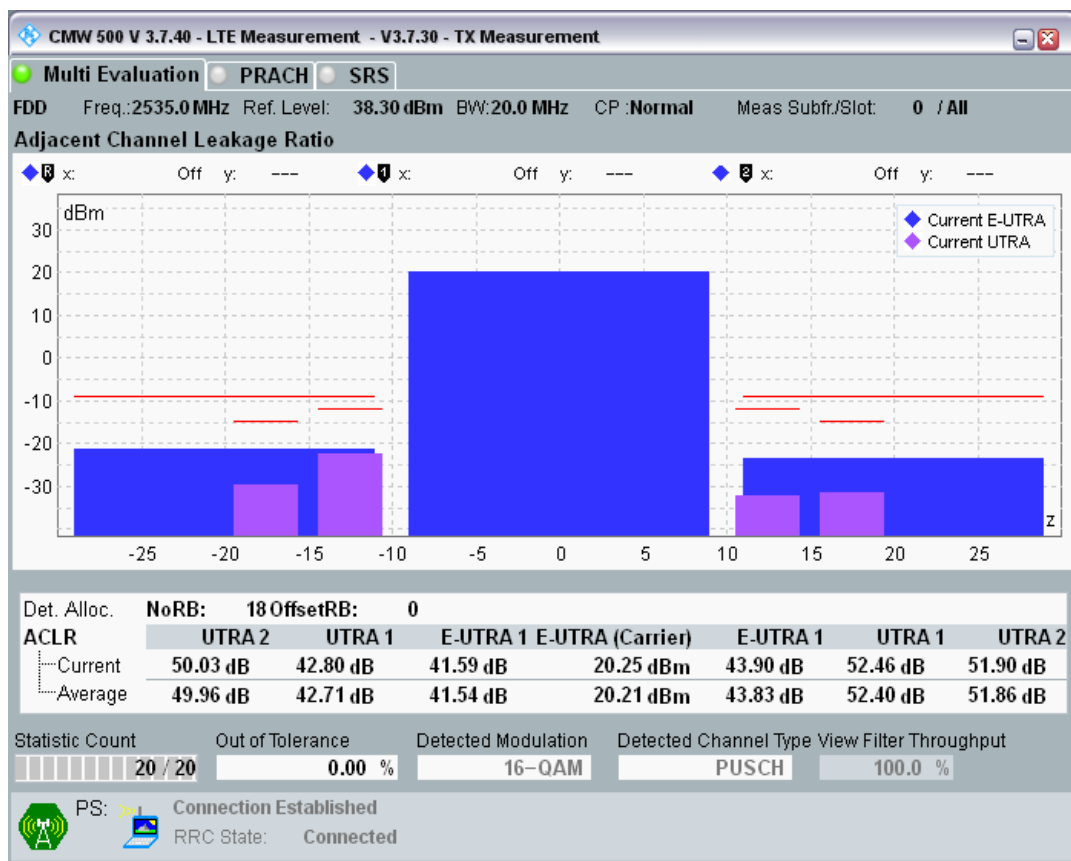 CMW 500 V 3.7.40 - LTE Measurement - V3.7.30 - TX Measurement
Multi Evaluation PRACH SRS
FDD Freq.:2535.0 MHz Ref. Level: 38.30 dBm BW:20.0 MHz CP :Normal Meas Subfr./Slot: 0 / All
Adjacent Channel Leakage Ratio
R x: Off y: --- 1 x: Off y: --- 2 x: Off y: ---
dBm
Current E-UTRA
Current UTRA
30
20
10
0
-10
-20
-30
z
-25 -20 -15 -10 -5 0 5 10 15 20 25
Det. Alloc. NoRB: 18 OffsetRB: 0
ACLR UTRA 2 UTRA 1 E-UTRA 1 E-UTRA (Carrier) E-UTRA 1 UTRA 1 UTRA 2
Current 50.03 dB 42.80 dB 41.59 dB 20.25 dBm 43.90 dB 52.46 dB 51.90 dB
Average 49.96 dB 42.71 dB 41.54 dB 20.21 dBm 43.83 dB 52.40 dB 51.86 dB
Statistic Count Out of Tolerance Detected Modulation Detected Channel Type View Filter Throughput
20 / 20 0.00 % 16-QAM PUSCH 100.0 %
PS: Connection Established
RRC State: Connected